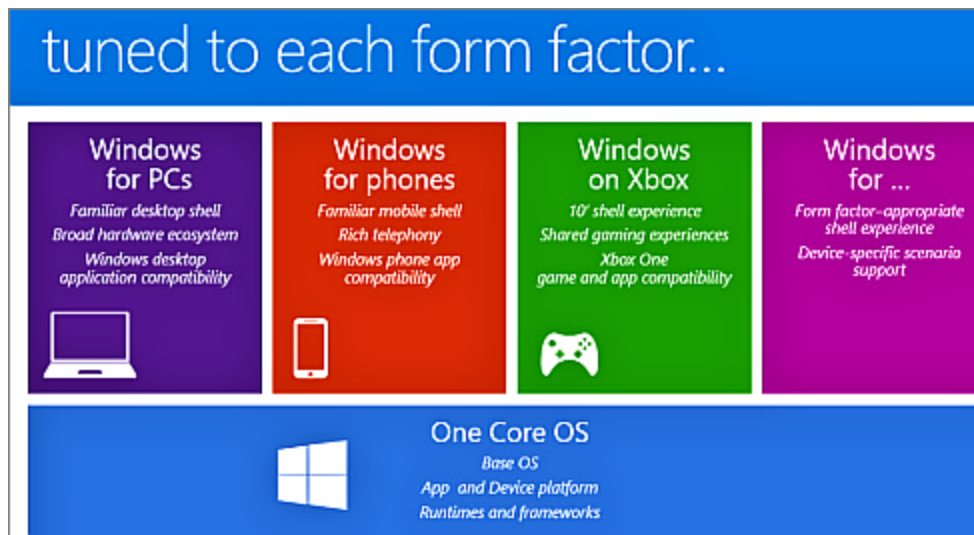 tuned to each form factor...
Windows
for PCs
Familiar desktop shell
Broad hardware ecosystem
Windows desktop
application compatibility
Windows
for phones
Familiar mobile shell
Rich telephony
Windows phone app
compatibility
Windows
on Xbox
10' shell experience
Shared gaming experiences
Xbox One
game and app compatibility
Windows
for ...
Form factor-appropriate
shell experience
Device-specific scenario
support
One Core OS
Base OS
App and Device platform
Runtimes and frameworks